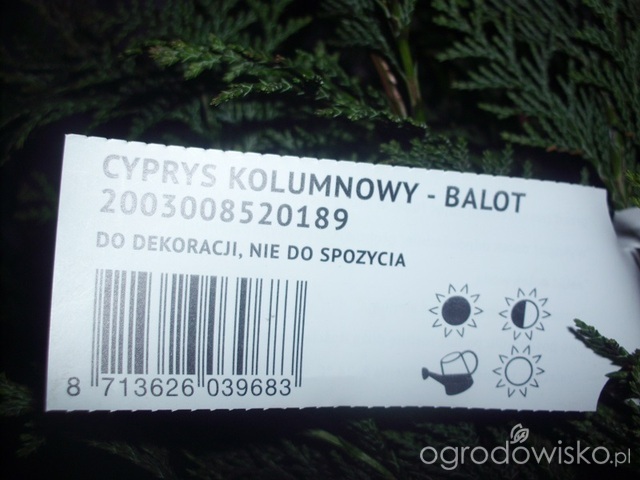 CYPRYS KOLUMNOWY - BALOT
2003008520189
DO DEKORACJI, NIE DO SPOZYCIA
8 713626 039683
ogrodowisko.pl